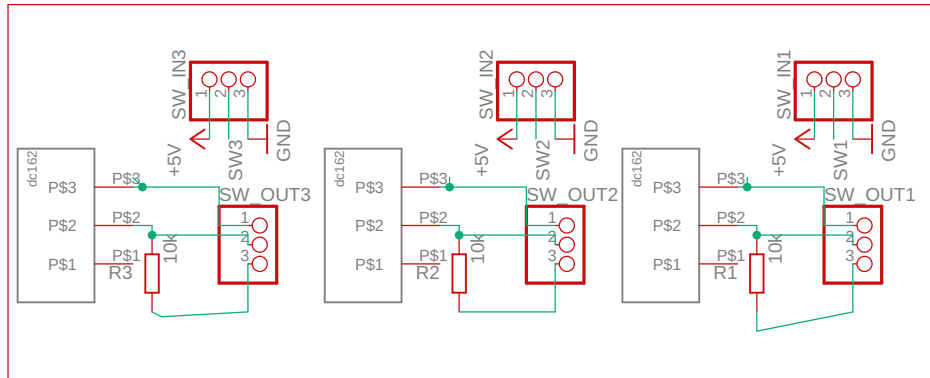 SW_IN3
1
2
3
+5V
SW3
GND
dc162
P$3
P$3
P$2
P$2
P$1
P$1
R3
10k
SW_OUT3
1
2
3
SW_IN2
1
2
3
+5V
SW2
GND
dc162
P$3
P$3
P$2
P$2
P$1
P$1
R2
10k
SW_OUT2
1
2
3
SW_IN1
1
2
3
+5V
SW1
GND
dc162
P$3
P$3
P$2
P$2
P$1
P$1
R1
10k
SW_OUT1
1
2
3